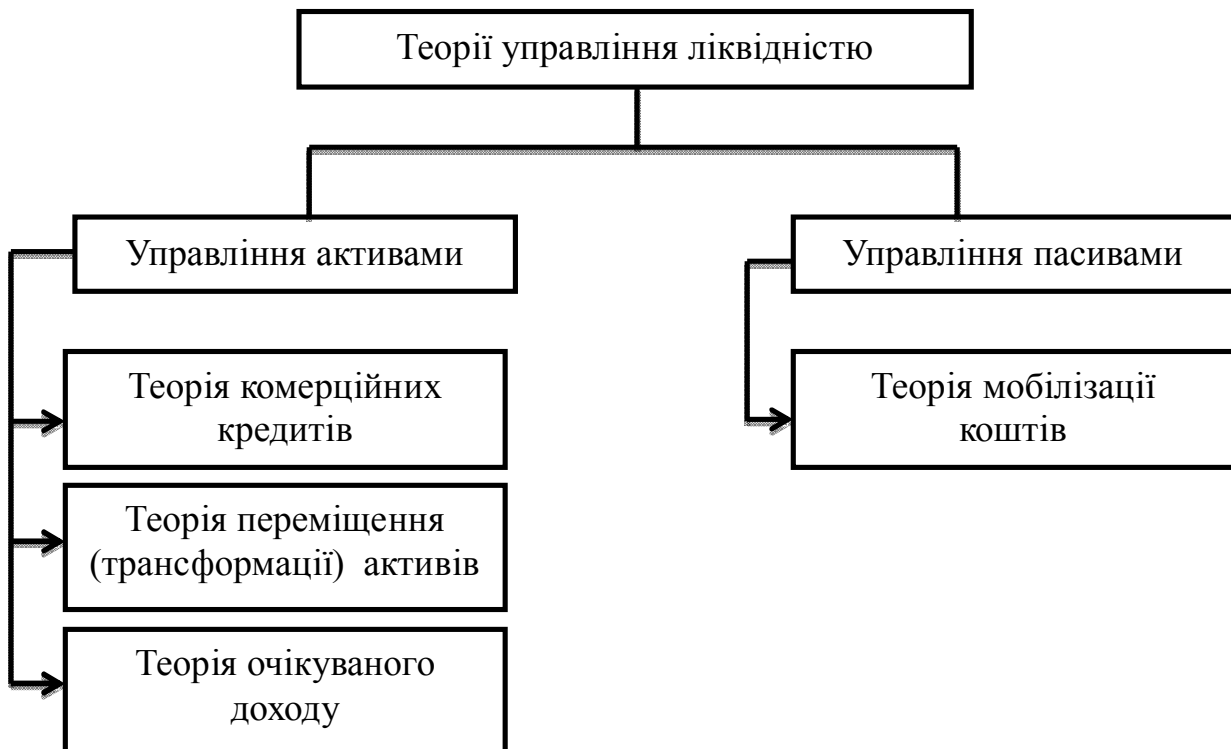 Теорії управління ліквідністю
Управління активами
Управління пасивами
Теорія комерційних
кредитів
Теорія мобілізації
коштів
Теорія переміщення
(трансформації) активів
Теорія очікуваного
доходу